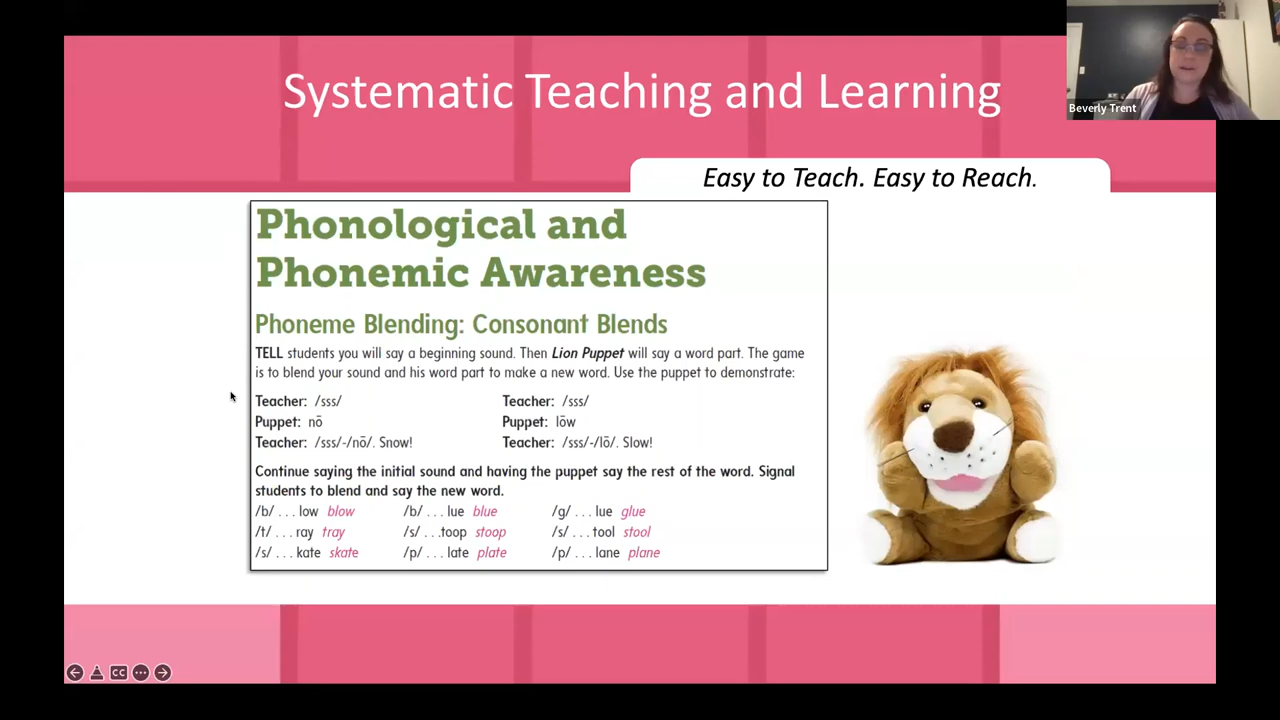 Systematic Teaching and Learning
Beverly Trent
Easy to Teach. Easy to Reach.
Phonological and
Phonemic Awareness
Phoneme Blending: Consonant Blends
TELL students you will say a beginning sound. Then Lion Puppet will say a word part. The game
is to blend your sound and his word part to make a new word. Use the puppet to demonstrate:
Teacher: /sss/ Teacher: /sss/
Puppet: nō Puppet: lōw
Teacher: /sss/-/nō/. Snow! Teacher: /sss/-/lō/. Slow!
Continue saying the initial sound and having the puppet say the rest of the word. Signal
students to blend and say the new word.
/b/ . . . low blow /b/ . . . lue blue /g/ . . . lue glue
/t/ . . . ray tray /s/ . . .toop stoop /s/ . . . tool stool
/s/ . . . kate skate /p/ . . . late plate /p/ . . . lane plane
CC